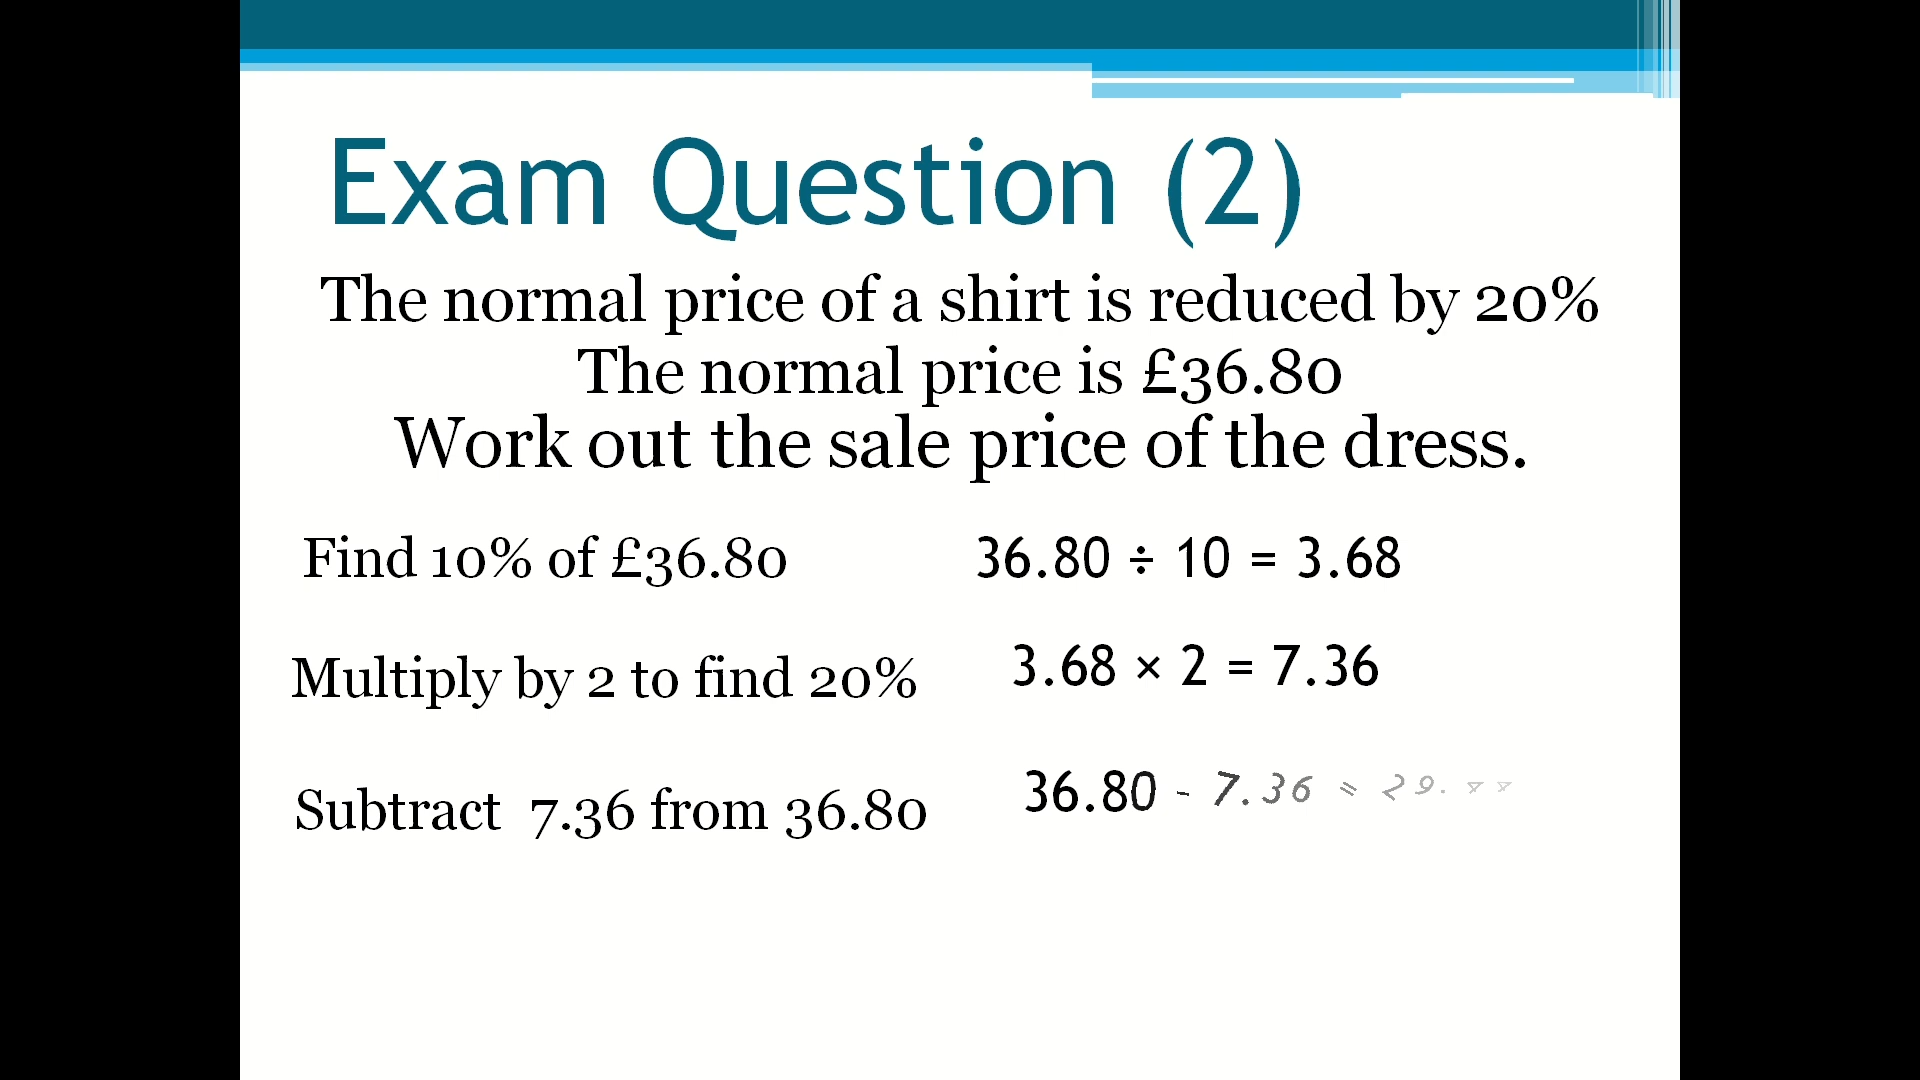 Exam Question (2)
The normal price of a shirt is reduced by 20%
The normal price is £36.80
Work out the sale price of the dress.
Find 10% of £36.80
36.80 ÷ 10 = 3.68
Multiply by 2 to find 20%
3.68 × 2 = 7.36
Subtract 7.36 from 36.80
36.80 - 7.36 = 29.44